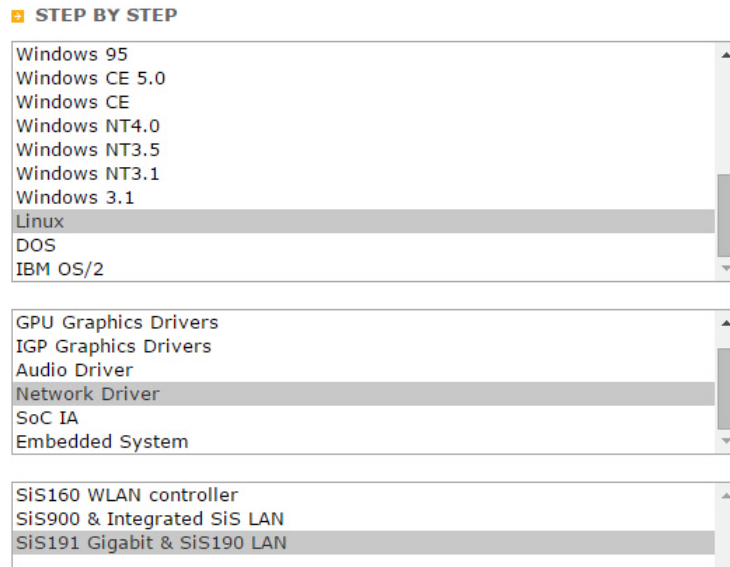 STEP BY STEP
Windows 95
Windows CE 5.0
Windows CE
Windows NT4.0
Windows NT3.5
Windows NT3.1
Windows 3.1
Linux
DOS
IBM OS/2
GPU Graphics Drivers
IGP Graphics Drivers
Audio Driver
Network Driver
SoC IA
Embedded System
SiS160 WLAN controller
SiS900 & Integrated SiS LAN
SiS191 Gigabit & SiS190 LAN